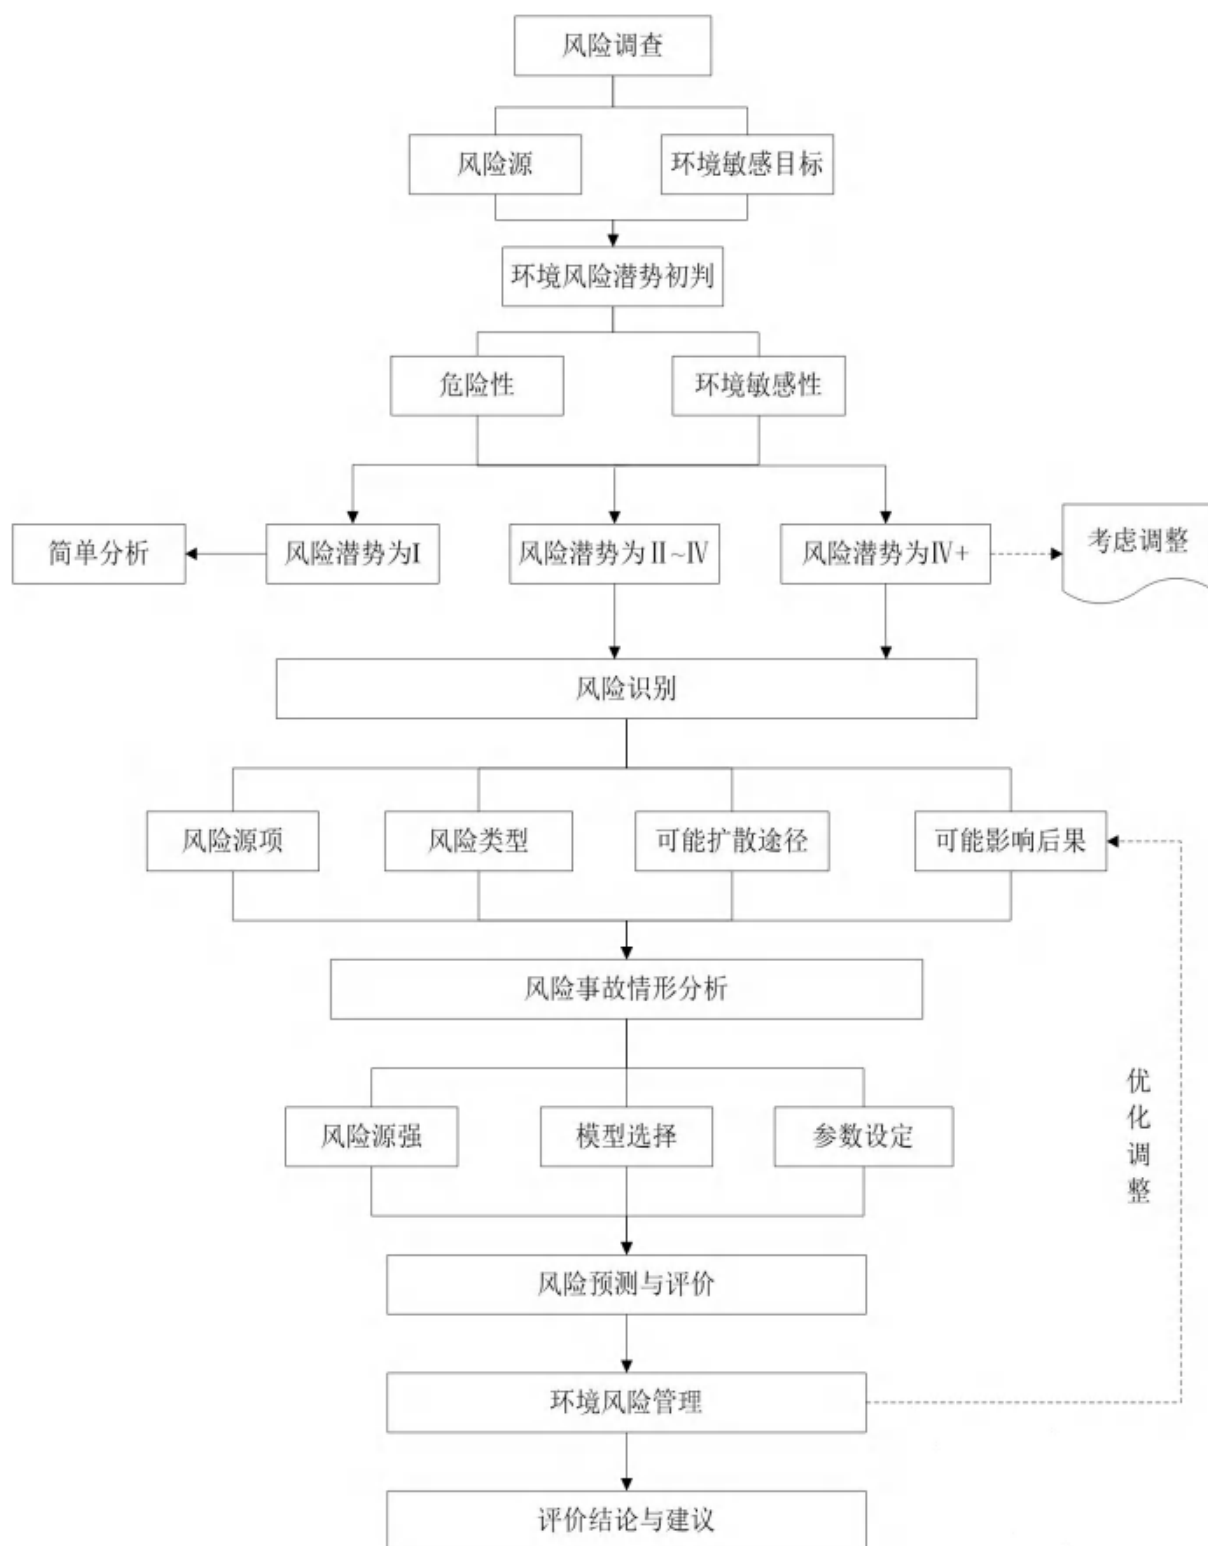 风险调查
风险源
环境敏感目标
环境风险潜势初判
危险性
环境敏感性
简单分析
风险潜势为Ⅰ
风险潜势为Ⅱ~Ⅳ
风险潜势为Ⅳ+
考虑调整
风险识别
风险源项
风险类型
可能扩散途径
可能影响后果
风险事故情形分析
优化调整
风险源强
模型选择
参数设定
风险预测与评价
环境风险管理
评价结论与建议